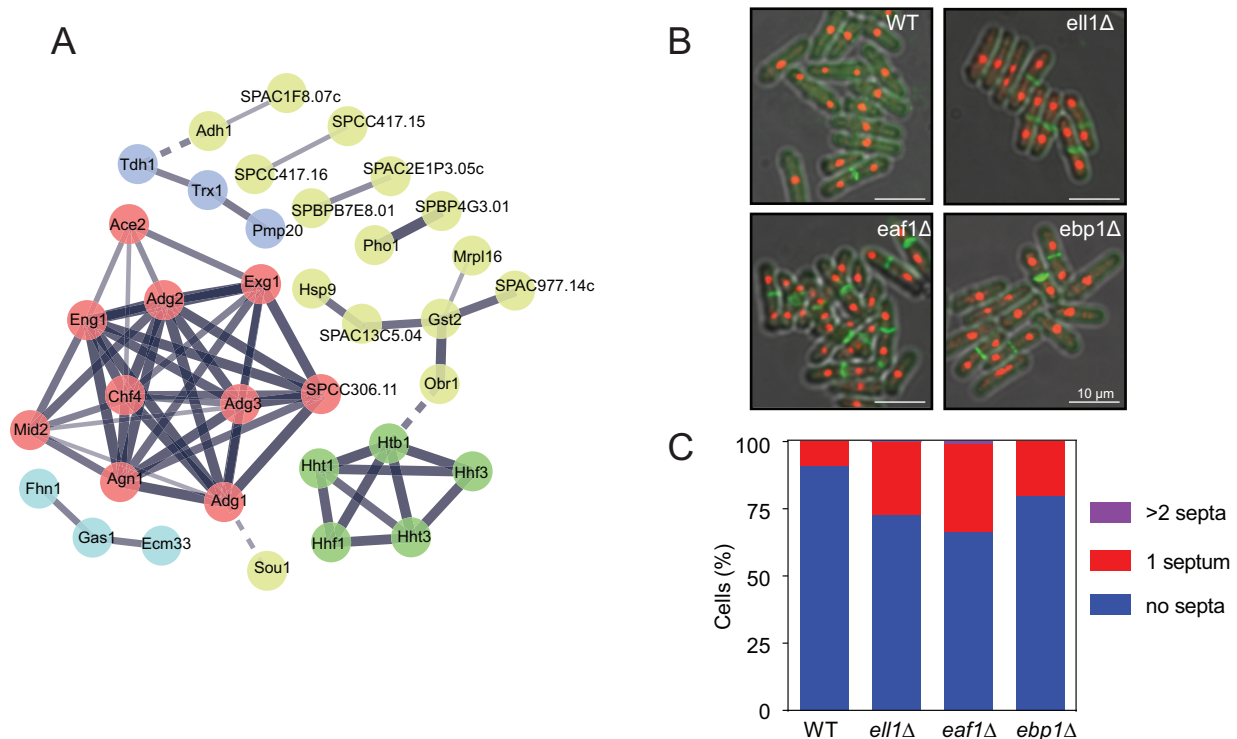 A
SPAC1F8.07c
Adh1
SPCC417.15
Tdh1
SPCC417.16
SPAC2E1P3.05c
Trx1
SPBPB7E8.01
SPBP4G3.01
Ace2
Pmp20
Pho1
Mrpl16
Exg1
Hsp9
SPAC977.14c
Adg2
Eng1
SPAC13C5.04
Gst2
Chf4
Adg3
SPCC306.11
Obr1
Mid2
Htb1
Agn1
Hht1
Hhf3
Fhn1
Adg1
Gas1
Ecm33
Hhf1
Hht3
Sou1
B
WT
ell1Δ
eaf1Δ
ebp1Δ
10 µm
C
Cells (%)
100
75
50
25
0
WT
ell1Δ
eaf1Δ
ebp1Δ
>2 septa
1 septum
no septa